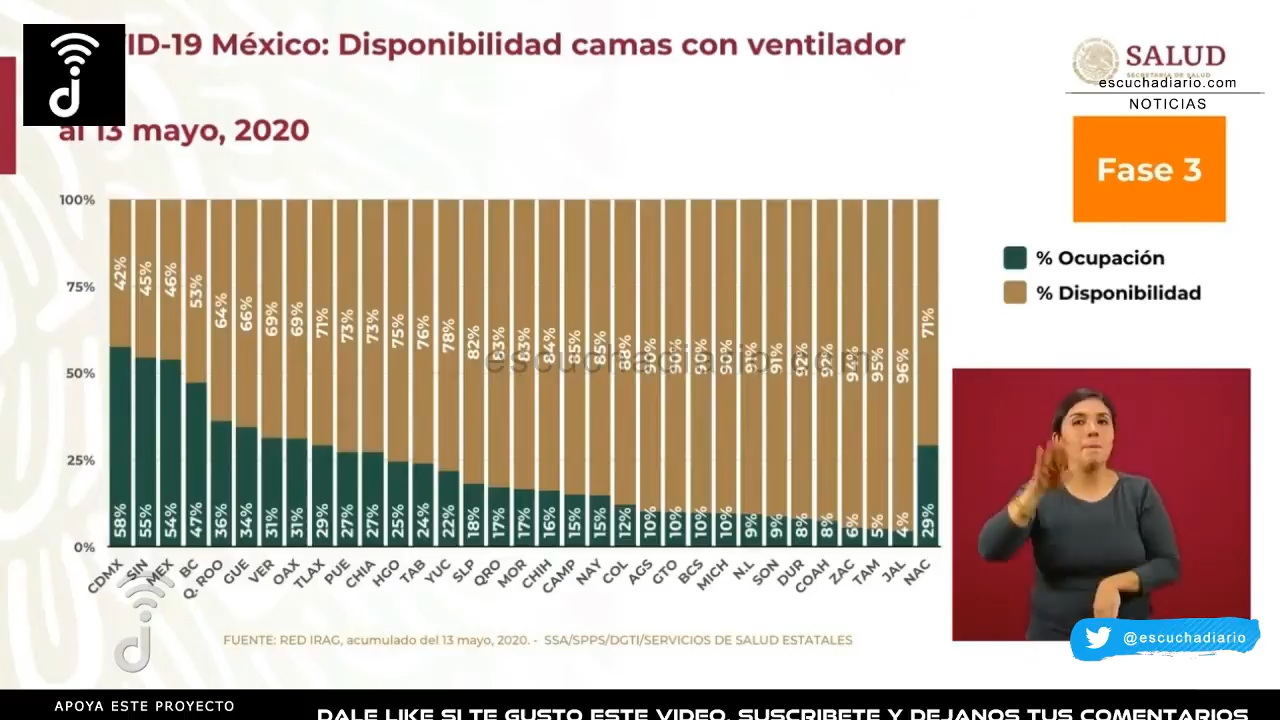 VID-19 México: Disponibilidad camas con ventilador
al 13 mayo, 2020
SALUD
SECRETARÍA DE SALUD
escuchadiario.com
NOTICIAS
Fase 3
% Ocupación
% Disponibilidad
100%
75%
50%
25%
0%
42% 45% 46% 53% 64% 66% 69% 69% 71% 73% 73% 75% 76% 78% 82% 83% 83% 84% 85% 85% 88% 90% 90% 90% 90% 91% 91% 92% 92% 94% 95% 96% 71%
escuchadiario.com
58% 55% 54% 47% 36% 34% 31% 31% 29% 27% 27% 25% 24% 22% 18% 17% 17% 16% 15% 15% 12% 10% 10% 10% 10% 9% 9% 8% 8% 6% 5% 4% 29%
CDMX SIN MEX BC Q. ROO GUE VER OAX TLAX PUE CHIA HGO TAB YUC SLP QRO MOR CHIH CAMP NAY COL AGS GTO BCS MICH N.L SON DUR COAH ZAC TAM JAL NAC
FUENTE: RED IRAG, acumulado del 13 mayo, 2020. - SSA/SPPS/DGTI/SERVICIOS DE SALUD ESTATALES
@escuchadiario
APOYA ESTE PROYECTO
DALE LIKE SI TE GUSTO ESTE VIDEO, SUSCRIBETE Y DEJANOS TUS COMENTARIOS